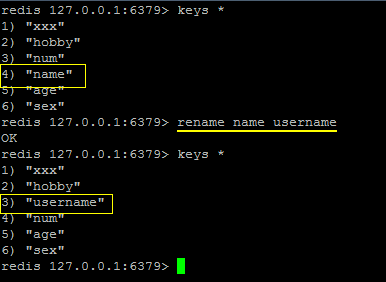 redis 127.0.0.1:6379> keys *
1) "xxx"
2) "hobby"
3) "num"
4) "name"
5) "age"
6) "sex"
redis 127.0.0.1:6379> rename name username
OK
redis 127.0.0.1:6379> keys *
1) "xxx"
2) "hobby"
3) "username"
4) "num"
5) "age"
6) "sex"
redis 127.0.0.1:6379>